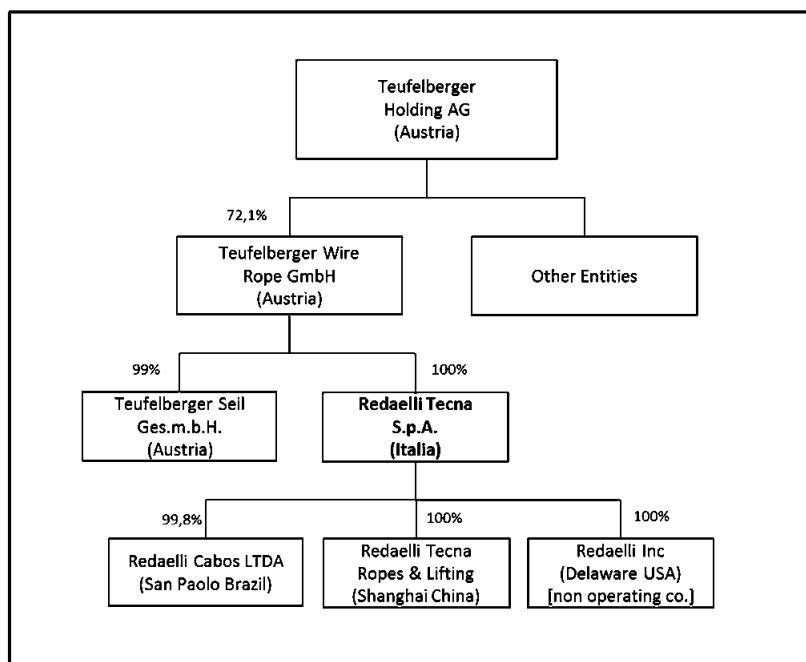 Teufelberger
Holding AG
(Austria)
72,1%
Teufelberger Wire
Rope GmbH
(Austria)
Other Entities
99%
100%
Teufelberger Seil
Ges.m.b.H.
(Austria)
Redaelli Tecna
S.p.A.
(Italia)
99,8%
100%
100%
Redaelli Cabos LTDA
(San Paolo Brazil)
Redaelli Tecna
Ropes & Lifting
(Shanghai China)
Redaelli Inc
(Delaware USA)
[non operating co.]